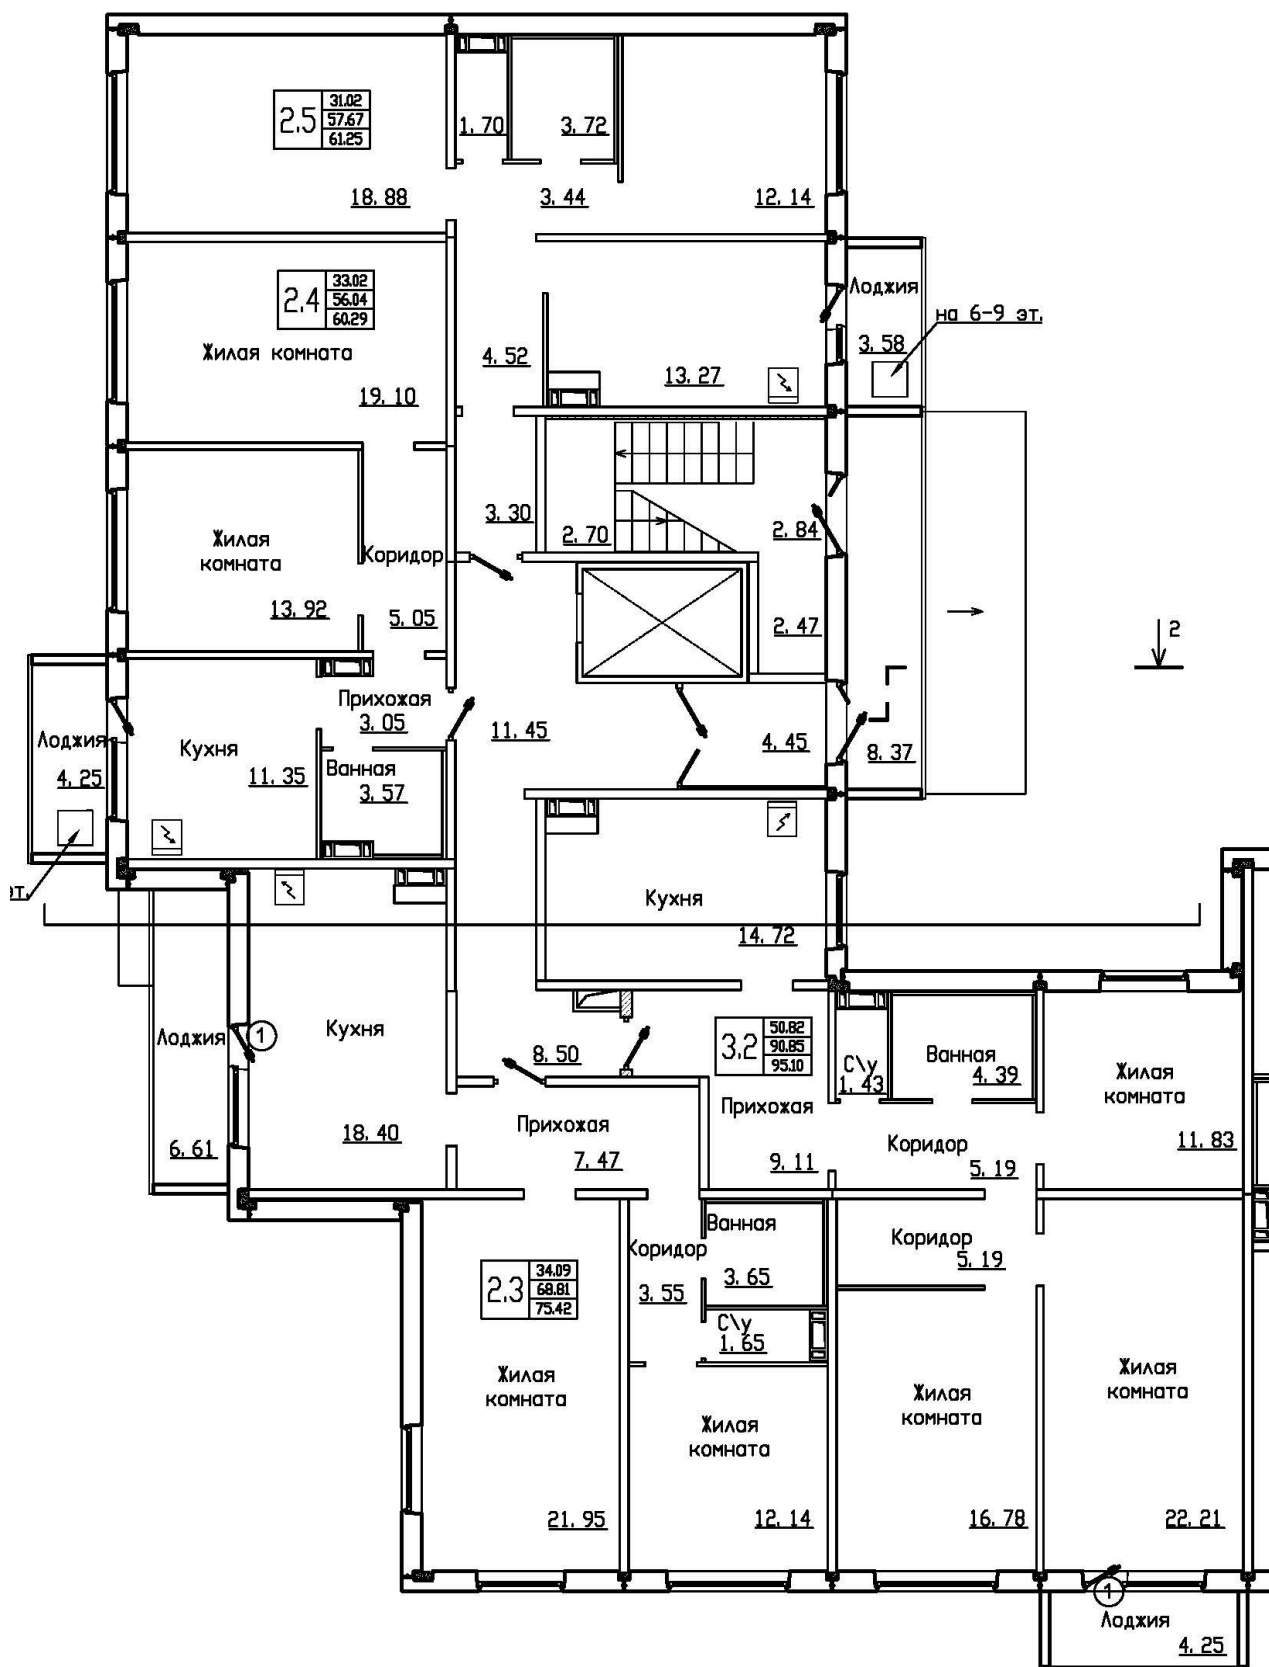 2.5
31.02
57.67
61.25
1.70
3.72
18.88
3.44
12.14
2.4
33.02
56.04
60.29
Жилая комната
19.10
4.52
13.27
Лоджия
3.58
на 6-9 эт.
3.30
2.70
2.84
Жилая
комната
13.92
Коридор
5.05
2.47
2
Прихожая
3.05
11.45
4.45
8.37
Лоджия
4.25
Кухня
11.35
Ванная
3.57
эт.
Кухня
14.72
Лоджия
6.61
1
Кухня
18.40
8.50
3.2
50.82
90.85
95.10
С\у
1.43
Ванная
4.39
Жилая
комната
11.83
Прихожая
7.47
Прихожая
9.11
Коридор
5.19
Коридор
3.55
Ванная
3.65
Коридор
5.19
2.3
34.09
68.81
75.42
С\у
1.65
Жилая
комната
21.95
Жилая
комната
12.14
Жилая
комната
16.78
Жилая
комната
22.21
1
Лоджия
4.25